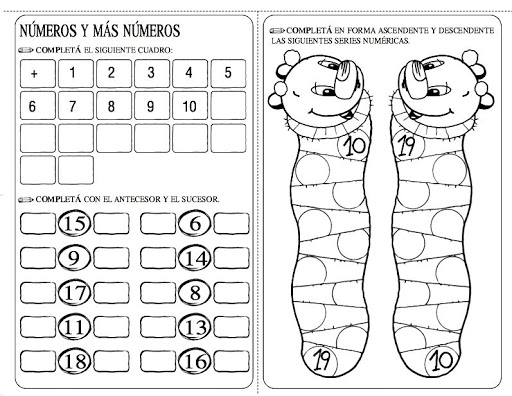 NÚMEROS Y MÁS NÚMEROS
COMPLETÁ EL SIGUIENTE CUADRO:
+ 1 2 3 4 5
6 7 8 9 10
COMPLETÁ CON EL ANTECESOR Y EL SUCESOR.
15 6
9 14
17 8
11 13
18 16
COMPLETÁ EN FORMA ASCENDENTE Y DESCENDENTE
LAS SIGUIENTES SERIES NUMÉRICAS.
10 19
19 10